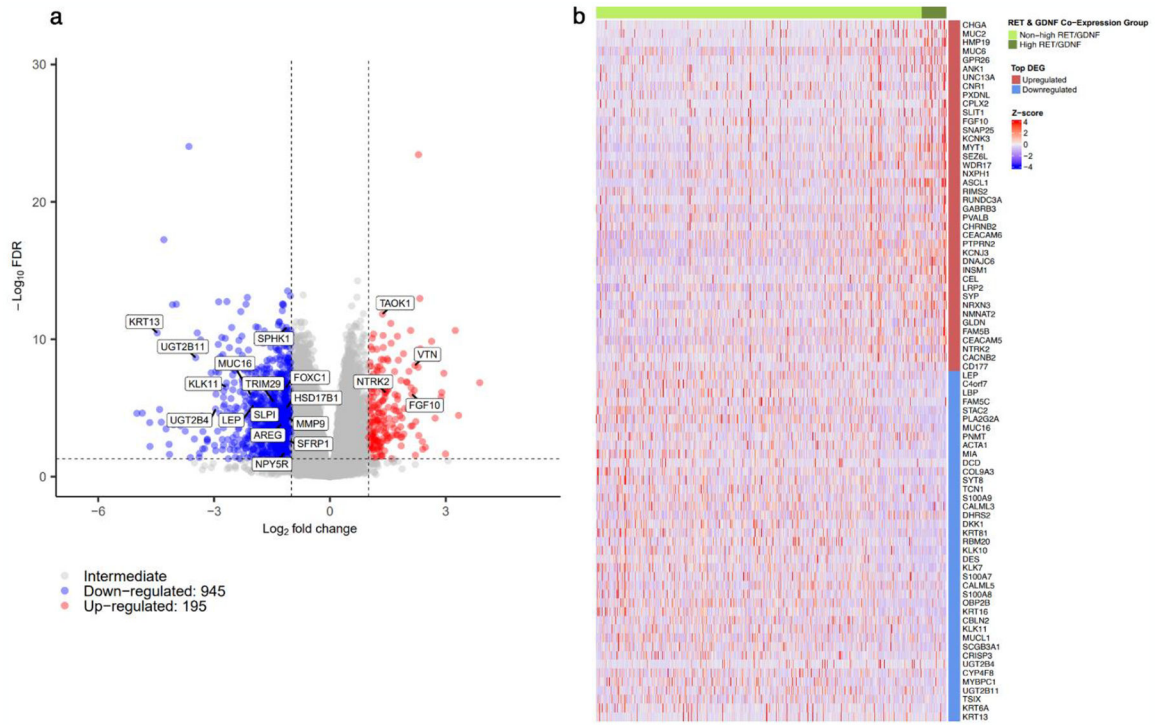 a
30
20
10
0
−Log10 FDR
−6
−3
0
3
Log2 fold change
KRT13
UGT2B11
MUC16
KLK11
TRIM29
UGT2B4
LEP
SLPI
AREG
NPY5R
SPHK1
FOXC1
HSD17B1
MMP9
SFRP1
TAOK1
VTN
NTRK2
FGF10
Intermediate
Down-regulated: 945
Up-regulated: 195
b
CHGA
MUC2
HMP19
MUC6
GPR26
ANK1
UNC13A
CNR1
PXDNL
CPLX2
SLIT1
FGF10
SNAP25
KCNK3
MYT1
SEZ6L
WDR17
NXPH1
ASCL1
RIMS2
RUNDC3A
GABRB3
PVALB
CHRNB2
CEACAM6
PTPRN2
KCNJ3
DNAJC6
INSM1
CEL
LRP2
SYP
NRXN3
NMNAT2
GLDN
FAM5B
CEACAM5
NTRK2
CACNB2
CD177
LEP
C4orf7
LBP
FAM5C
STAC2
PLA2G2A
MUC16
PNMT
ACTA1
MIA
DCD
COL9A3
SYT8
TCN1
S100A9
CALML3
DHRS2
DKK1
KRT81
RBM20
KLK10
DES
KLK7
S100A7
CALML5
S100A8
OBP2B
KRT16
CBLN2
KLK11
MUCL1
SCGB3A1
CRISP3
UGT2B4
CYP4F8
MYBPC1
UGT2B11
TSIX
KRT6A
KRT13
RET & GDNF Co-Expression Group
Non-high RET/GDNF
High RET/GDNF
Top DEG
Upregulated
Downregulated
Z-score
4
2
0
−2
−4